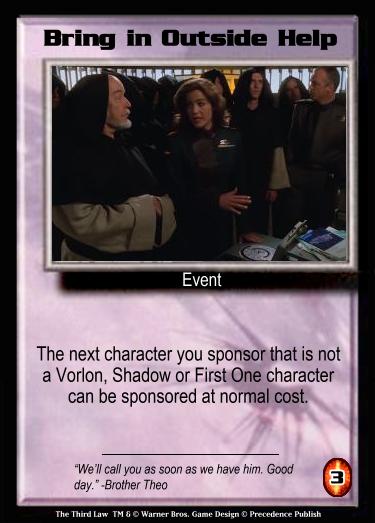 Bring in Outside Help
Event
The next character you sponsor that is not
a Vorlon, Shadow or First One character
can be sponsored at normal cost.
"We'll call you as soon as we have him. Good
day." -Brother Theo
3
The Third Law TM & © Warner Bros. Game Design © Precedence Publish